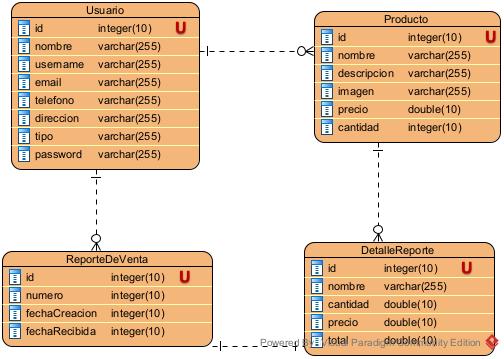 Usuario
id integer(10) U
nombre varchar(255)
username varchar(255)
email varchar(255)
telefono varchar(255)
direccion varchar(255)
tipo varchar(255)
password varchar(255)
Producto
id integer(10) U
nombre varchar(255)
descripcion varchar(255)
imagen varchar(255)
precio double(10)
cantidad integer(10)
ReporteDeVenta
id integer(10) U
numero integer(10)
fechaCreacion integer(10)
fechaRecibida integer(10)
DetalleReporte
id integer(10) U
nombre varchar(255)
cantidad double(10)
precio double(10)
total double(10)
Powered By Visual Paradigm Community Edition